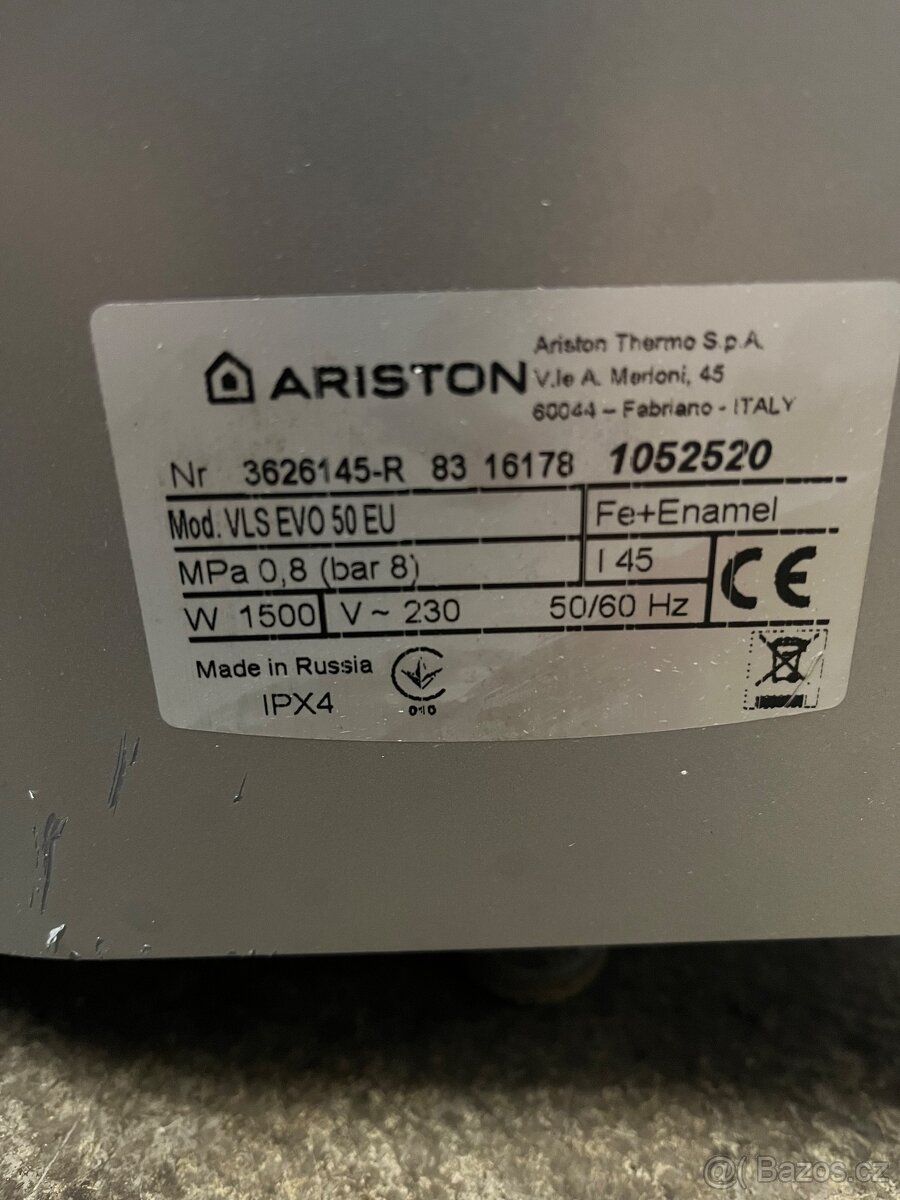 ARISTON
Ariston Thermo S.p.A.
V.le A. Merloni, 45
60044 – Fabriano - ITALY
Nr 3626145-R 83 16178 1052520
Mod. VLS EVO 50 EU
Fe+Enamel
MPa 0,8 (bar 8)
l 45
CE
W 1500
V ~ 230 50/60 Hz
Made in Russia
IPX4
010
@( Bazos.cz